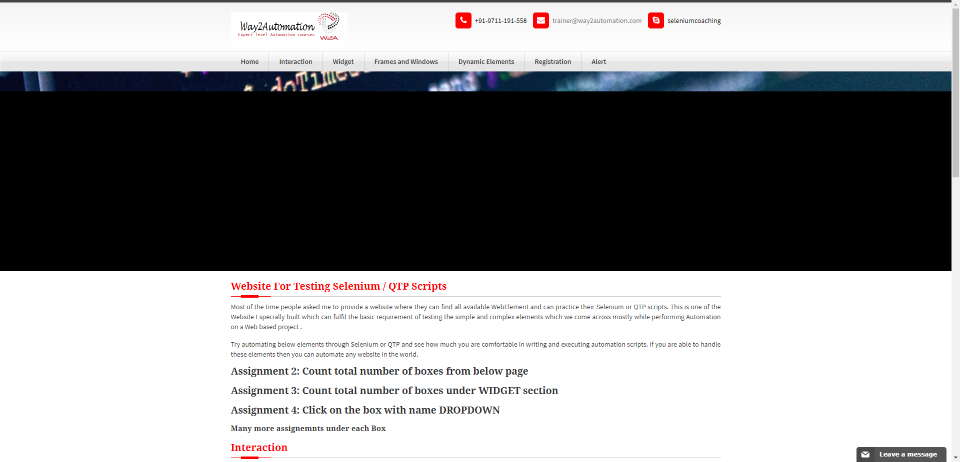 Way2Automation
Expert level Automation courses
W2A
+91-9711-191-558
trainer@way2automation.com
seleniumcoaching
Home
Interaction
Widget
Frames and Windows
Dynamic Elements
Registration
Alert
doTimeo
and
Website For Testing Selenium / QTP Scripts
Most of the time people asked me to provide a website where they can find all available WebElement and can practice their Selenium or QTP scripts. This is one of the
Website I specially built which can fulfil the basic requirement of testing the simple and complex elements which we come across mostly while performing Automation
on a Web based project .
Try automating below elements through Selenium or QTP and see how much you are comfortable in writing and executing automation scripts. If you are able to handle
these elements then you can automate any website in the world.
Assignment 2: Count total number of boxes from below page
Assignment 3: Count total number of boxes under WIDGET section
Assignment 4: Click on the box with name DROPDOWN
Many more assignemnts under each Box
Interaction
Leave a message